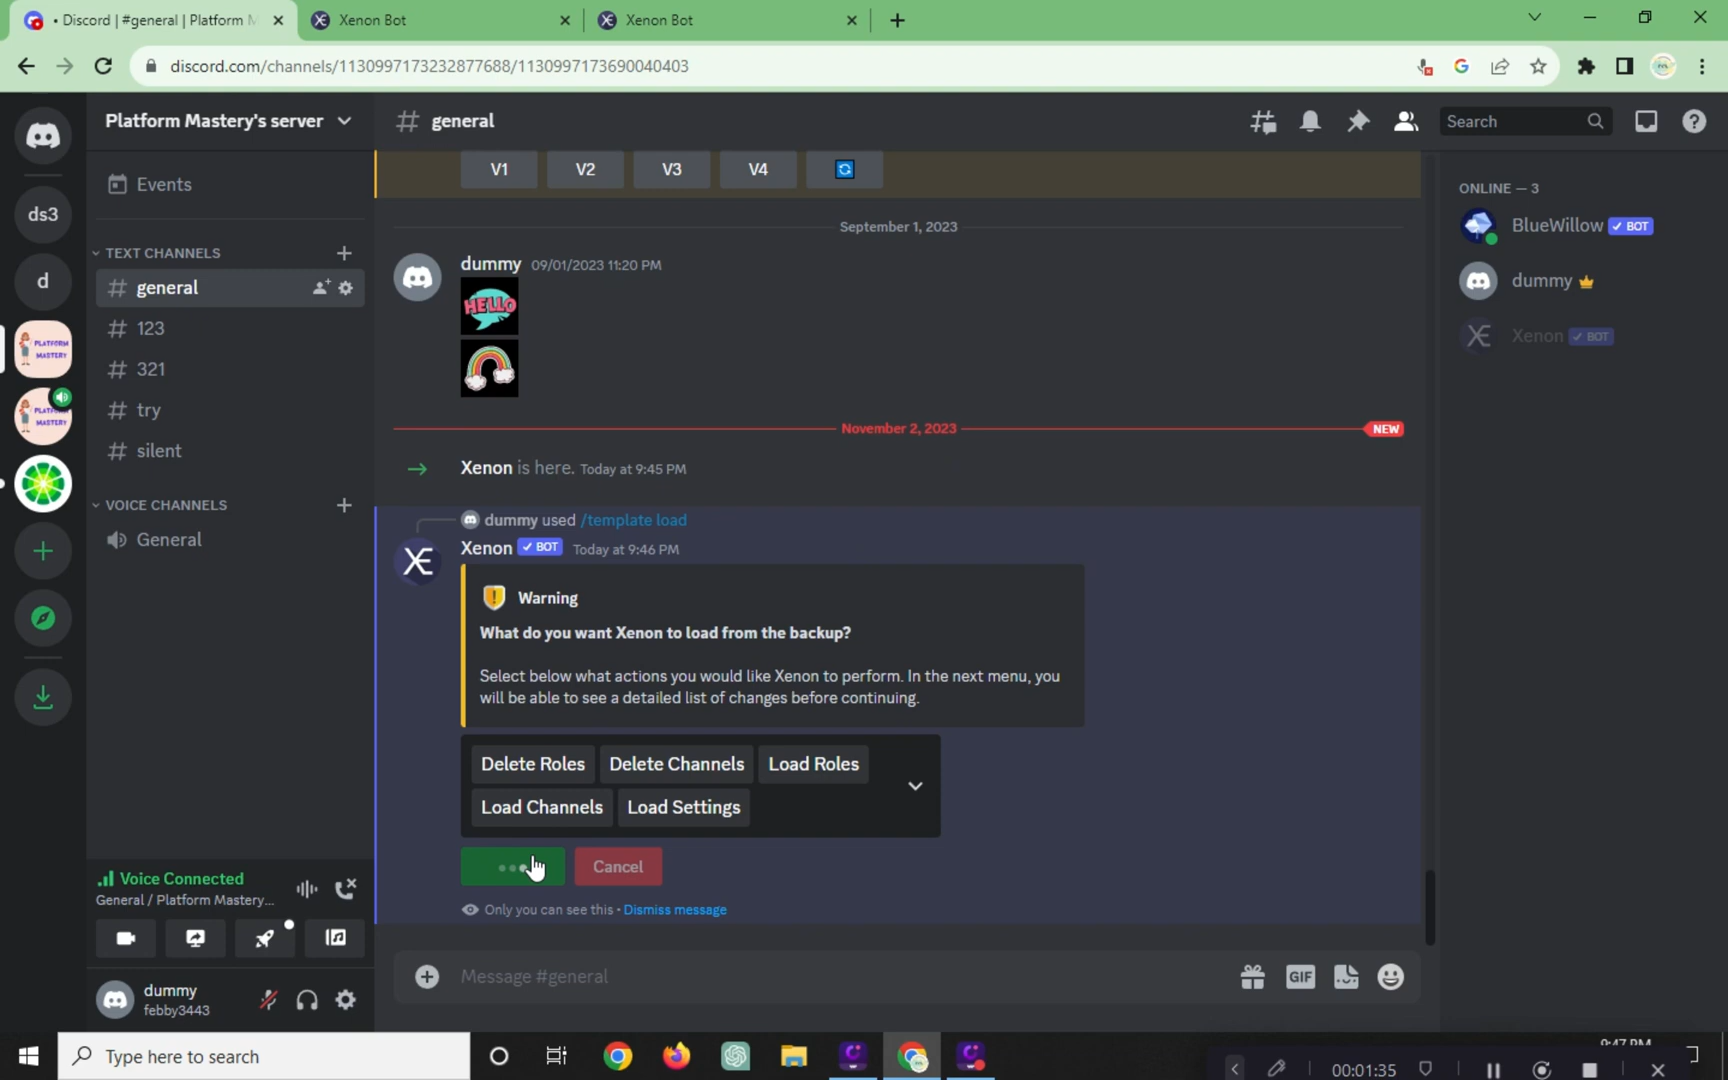 • Discord | #general | Platform M
Xenon Bot
Xenon Bot
discord.com/channels/1130997173232877688/1130997173690040403
Platform Mastery's server
# general
Search
Events
ds3
d
PLATFORM
MASTERY
MASTERY
TEXT CHANNELS
# general
# 123
# 321
# try
# silent
VOICE CHANNELS
General
V1
V2
V3
V4
September 1, 2023
dummy 09/01/2023 11:20 PM
HELLO
November 2, 2023
NEW
Xenon is here. Today at 9:45 PM
dummy used /template load
Xenon ✓ BOT Today at 9:46 PM
Warning
What do you want Xenon to load from the backup?
Select below what actions you would like Xenon to perform. In the next menu, you
will be able to see a detailed list of changes before continuing.
Delete Roles
Delete Channels
Load Roles
Load Channels
Load Settings
Cancel
Only you can see this • Dismiss message
Message #general
GIF
ONLINE — 3
BlueWillow ✓ BOT
dummy
Xenon ✓ BOT
Voice Connected
General / Platform Mastery...
dummy
febby3443
Type here to search
00:01:35